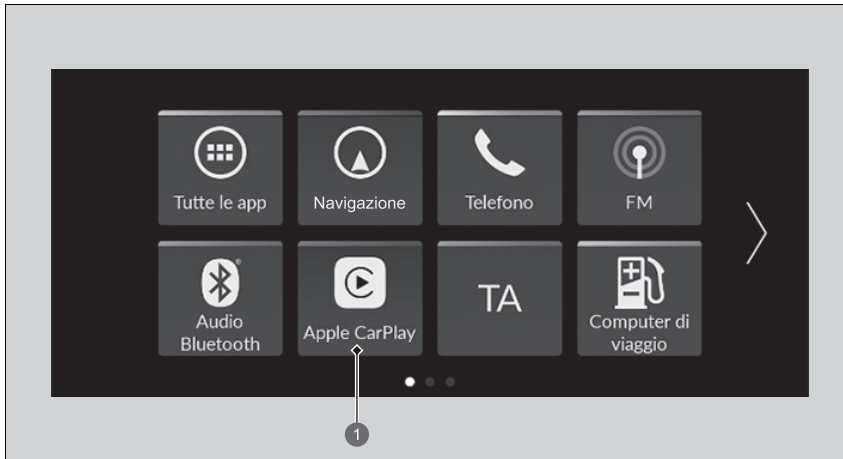 Tutte le app
Navigazione
Telefono
FM
Audio
Bluetooth
Apple CarPlay
TA
Computer di
viaggio
1